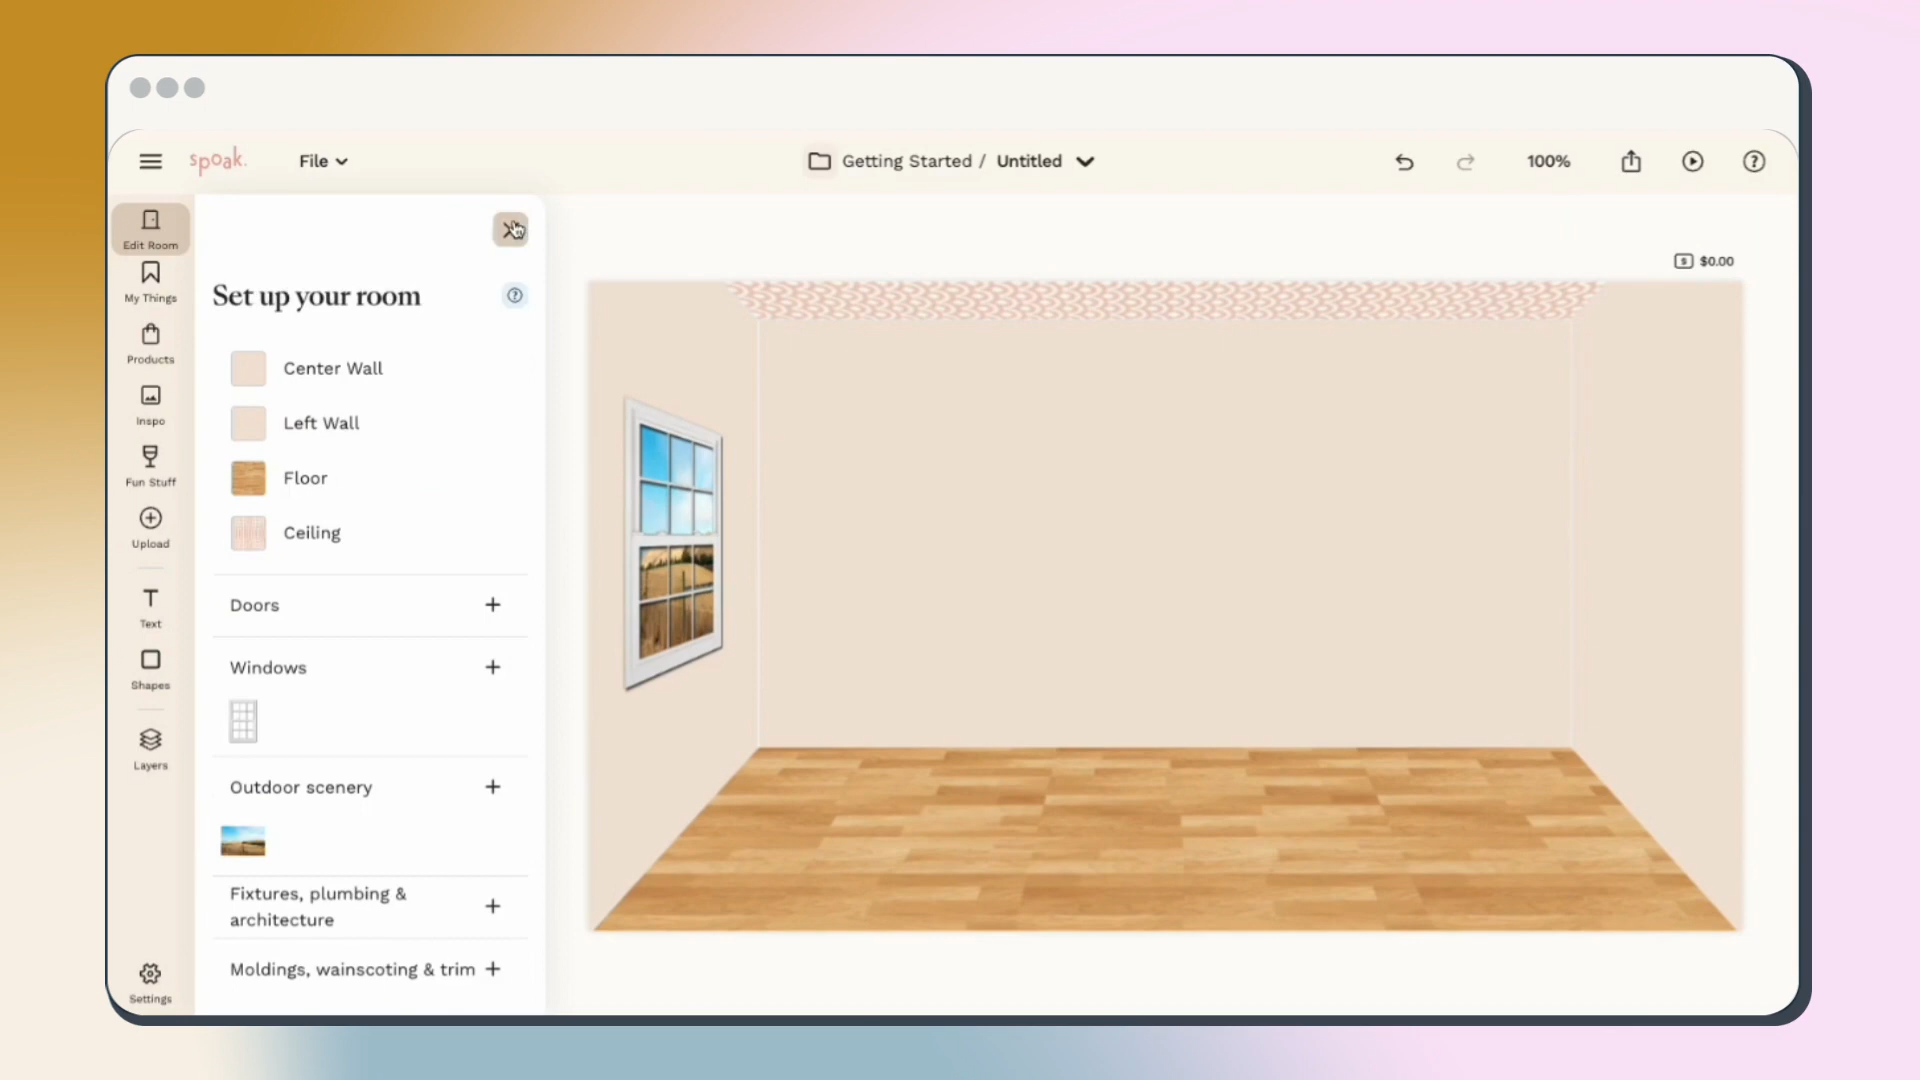 spoak.
File
Getting Started / Untitled
100%
Edit Room
My Things
Products
Inspo
Fun Stuff
Upload
Text
Shapes
Layers
Settings
Set up your room
Center Wall
Left Wall
Floor
Ceiling
Doors
Windows
Outdoor scenery
Fixtures, plumbing &
architecture
Moldings, wainscoting & trim
$0.00